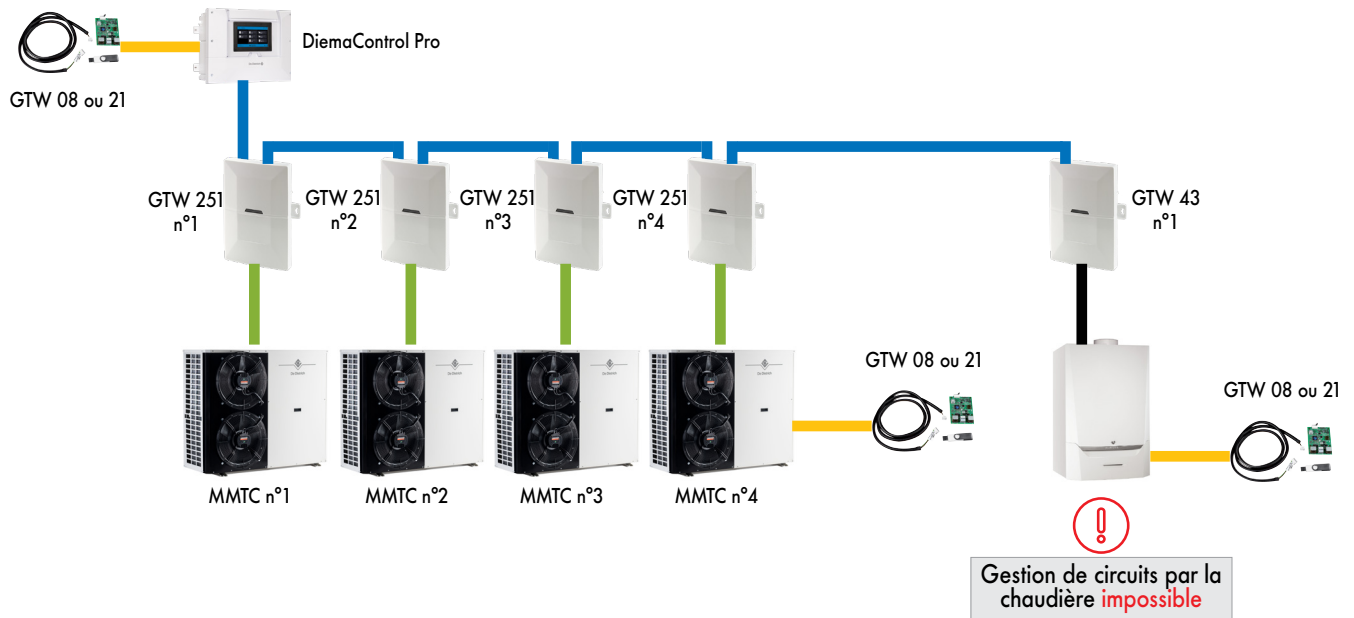 DiemaControl Pro
GTW 08 ou 21
GTW 251
n°1
GTW 251
n°2
GTW 251
n°3
GTW 251
n°4
GTW 43
n°1
GTW 08 ou 21
GTW 08 ou 21
MMTC n°1
MMTC n°2
MMTC n°3
MMTC n°4
Gestion de circuits par la
chaudière impossible